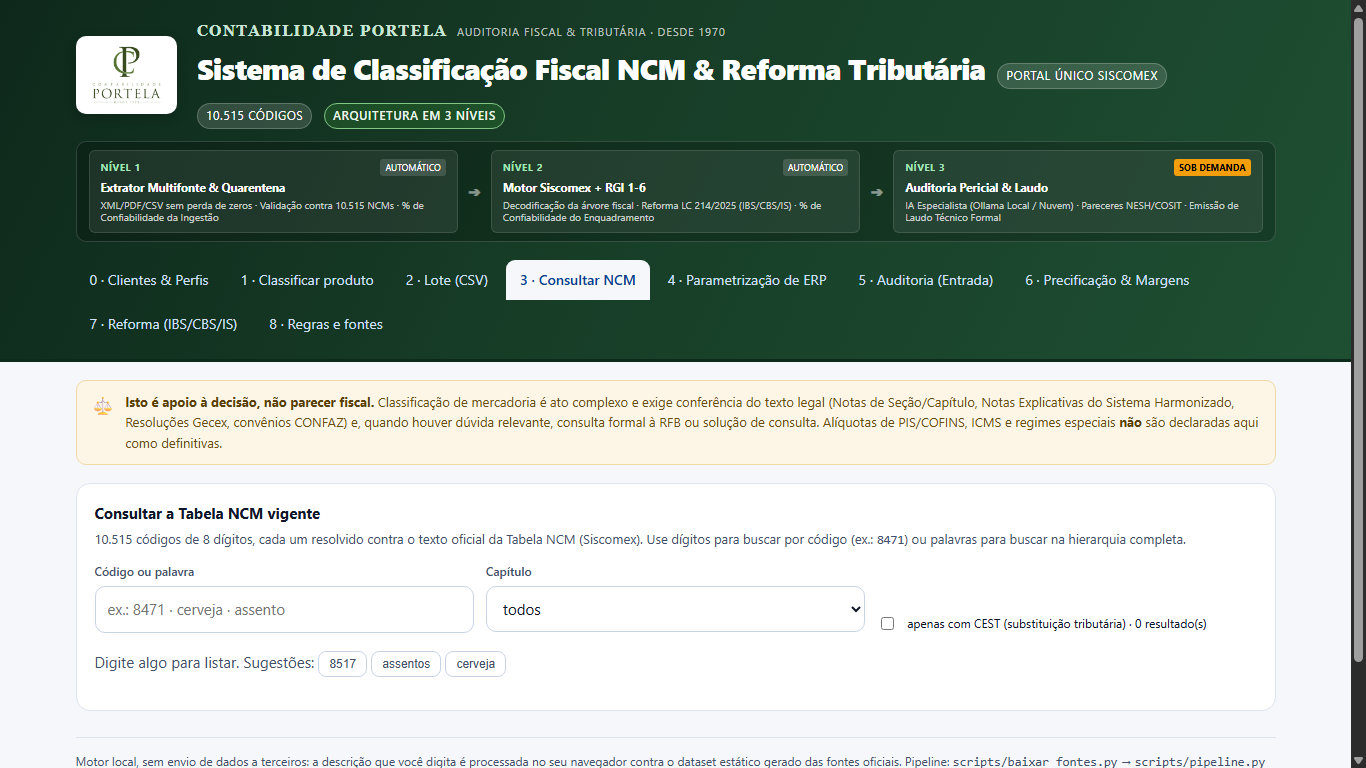 CONTABILIDADE PORTELA AUDITORIA FISCAL & TRIBUTÁRIA · DESDE 1970
PORTELA
Sistema de Classificação Fiscal NCM & Reforma Tributária PORTAL ÚNICO SISCOMEX
10.515 CÓDIGOS ARQUITETURA EM 3 NÍVEIS
NÍVEL 1 AUTOMÁTICO
Extrator Multifonte & Quarentena
XML/PDF/CSV sem perda de zeros · Validação contra 10.515 NCMs · % de
Confiabilidade da Ingestão
➔
NÍVEL 2 AUTOMÁTICO
Motor Siscomex + RGI 1-6
Decodificação da árvore fiscal · Reforma LC 214/2025 (IBS/CBS/IS) · % de
Confiabilidade do Enquadramento
➔
NÍVEL 3 SOB DEMANDA
Auditoria Pericial & Laudo
IA Especialista (Ollama Local / Nuvem) · Pareceres NESH/COSIT · Emissão de
Laudo Técnico Formal
0 · Clientes & Perfis 1 · Classificar produto 2 · Lote (CSV) 3 · Consultar NCM 4 · Parametrização de ERP 5 · Auditoria (Entrada) 6 · Precificação & Margens
7 · Reforma (IBS/CBS/IS) 8 · Regras e fontes
Isto é apoio à decisão, não parecer fiscal. Classificação de mercadoria é ato complexo e exige conferência do texto legal (Notas de Seção/Capítulo, Notas Explicativas do Sistema Harmonizado,
Resoluções Gecex, convênios CONFAZ) e, quando houver dúvida relevante, consulta formal à RFB ou solução de consulta. Alíquotas de PIS/COFINS, ICMS e regimes especiais não são declaradas aqui
como definitivas.
Consultar a Tabela NCM vigente
10.515 códigos de 8 dígitos, cada um resolvido contra o texto oficial da Tabela NCM (Siscomex). Use dígitos para buscar por código (ex.: 8471) ou palavras para buscar na hierarquia completa.
Código ou palavra Capítulo
ex.: 8471 · cerveja · assento todos apenas com CEST (substituição tributária) · 0 resultado(s)
Digite algo para listar. Sugestões: 8517 assentos cerveja
Motor local, sem envio de dados a terceiros: a descrição que você digita é processada no seu navegador contra o dataset estático gerado das fontes oficiais. Pipeline: scripts/baixar_fontes.py → scripts/pipeline.py